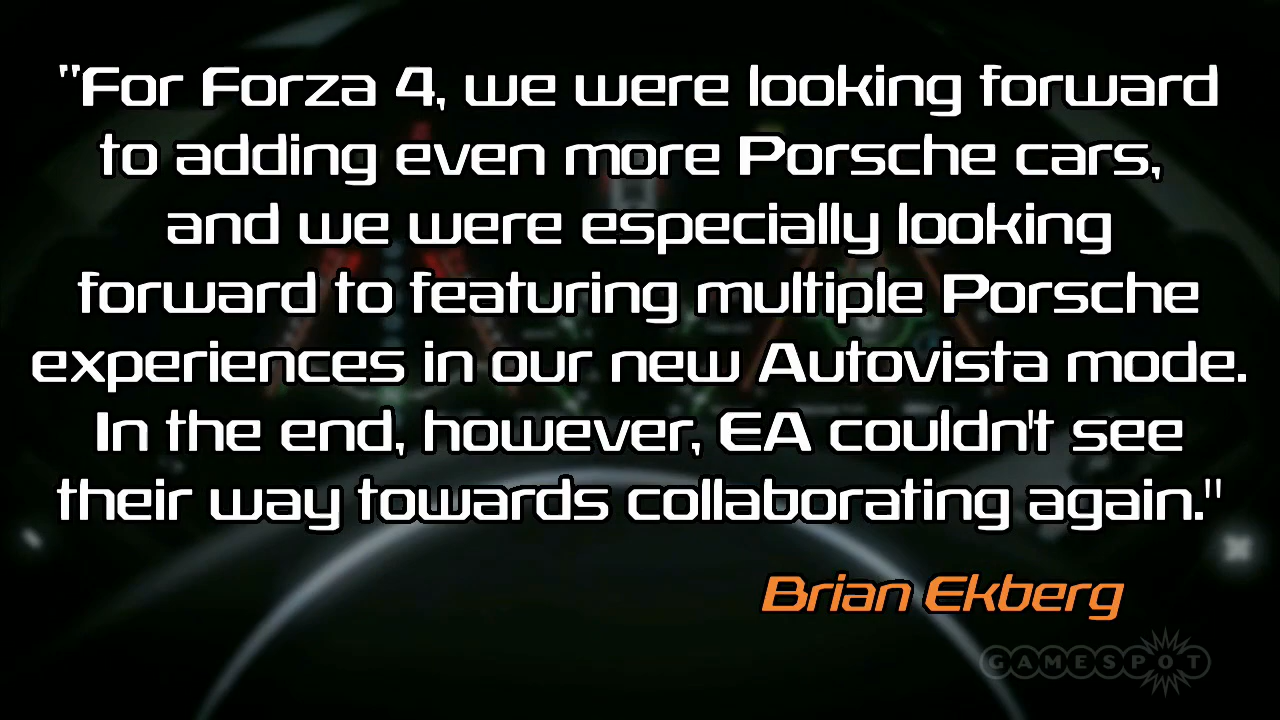 "For Forza 4, we were looking forward
to adding even more Porsche cars,
and we were especially looking
forward to featuring multiple Porsche
experiences in our new Autovista mode.
In the end, however, EA couldn't see
their way towards collaborating again."
Brian Ekberg
GAMESPOT